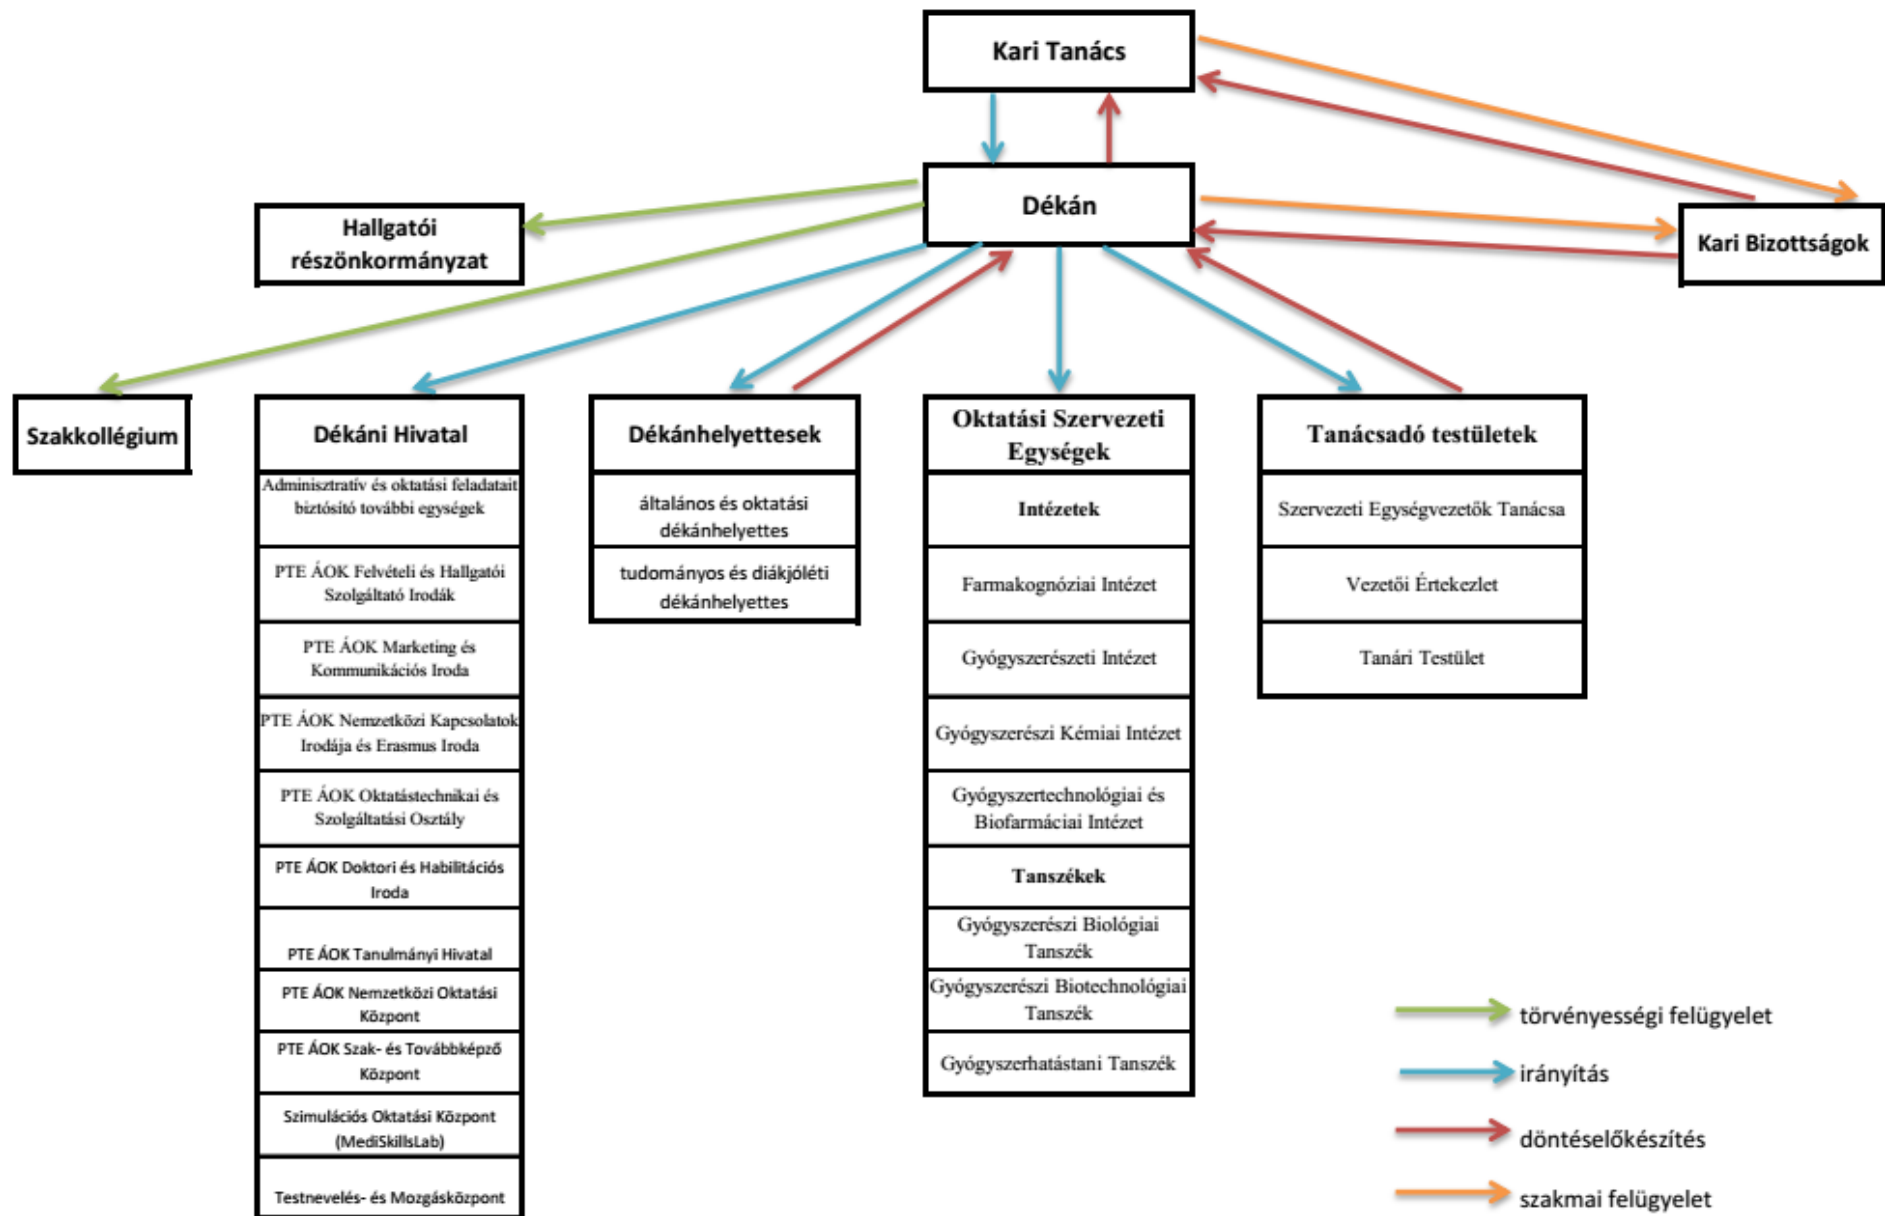 Kari Tanács
Dékán
Hallgatói
részönkormányzat
Kari Bizottságok
Szakkollégium
Dékáni Hivatal
Adminisztratív és oktatási feladatait
biztósító további egységek
PTE ÁOK Felvételi és Hallgatói
Szolgáltató Irodák
PTE ÁOK Marketing és
Kommunikációs Iroda
PTE ÁOK Nemzetközi Kapcsolatok
Irodája és Erasmus Iroda
PTE ÁOK Oktatástechnikai és
Szolgáltatási Osztály
PTE ÁOK Doktori és Habilitációs
Iroda
PTE ÁOK Tanulmányi Hivatal
PTE ÁOK Nemzetközi Oktatási
Központ
PTE ÁOK Szak- és Továbbképző
Központ
Szimulációs Oktatási Központ
(MediSkillsLab)
Testnevelés- és Mozgásközpont
Dékánhelyettesek
általános és oktatási
dékánhelyettes
tudományos és diákjóléti
dékánhelyettes
Oktatási Szervezeti
Egységek
Intézetek
Farmakognóziai Intézet
Gyógyszerészeti Intézet
Gyógyszerészi Kémiai Intézet
Gyógyszertechnológiai és
Biofarmáciai Intézet
Tanszékek
Gyógyszerészi Biológiai
Tanszék
Gyógyszerészi Biotechnológiai
Tanszék
Gyógyszerhatástani Tanszék
Tanácsadó testületek
Szervezeti Egységvezetők Tanácsa
Vezetői Értekezlet
Tanári Testület
törvényességi felügyelet
irányítás
döntéselőkészítés
szakmai felügyelet